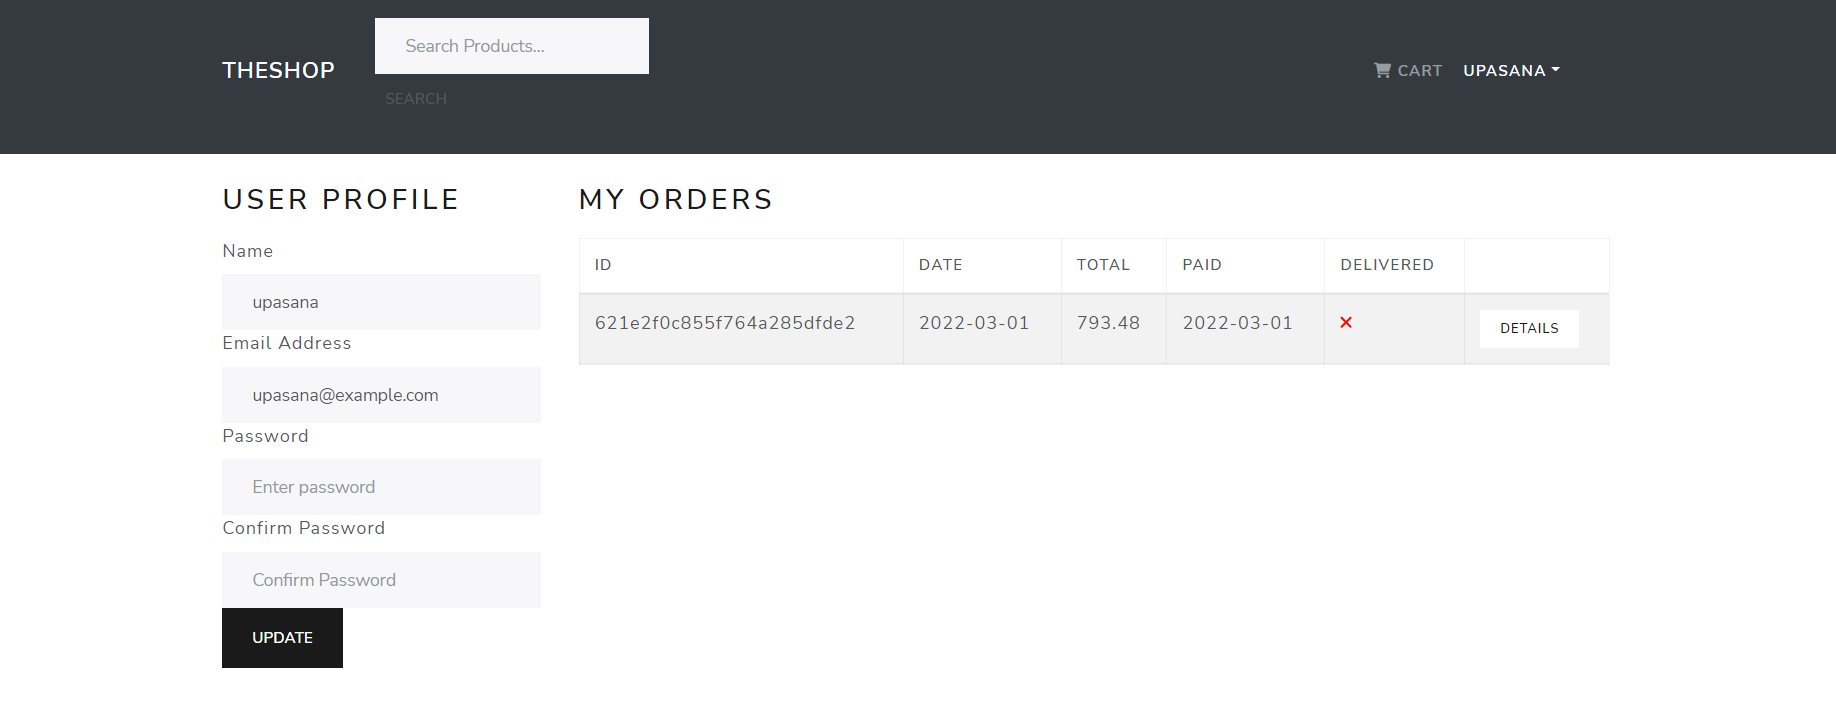 THESHOP
Search Products...
SEARCH
CART
UPASANA
USER PROFILE
Name
upasana
Email Address
upasana@example.com
Password
Enter password
Confirm Password
Confirm Password
UPDATE
MY ORDERS
ID DATE TOTAL PAID DELIVERED
621e2f0c855f764a285dfde2 2022-03-01 793.48 2022-03-01 DETAILS